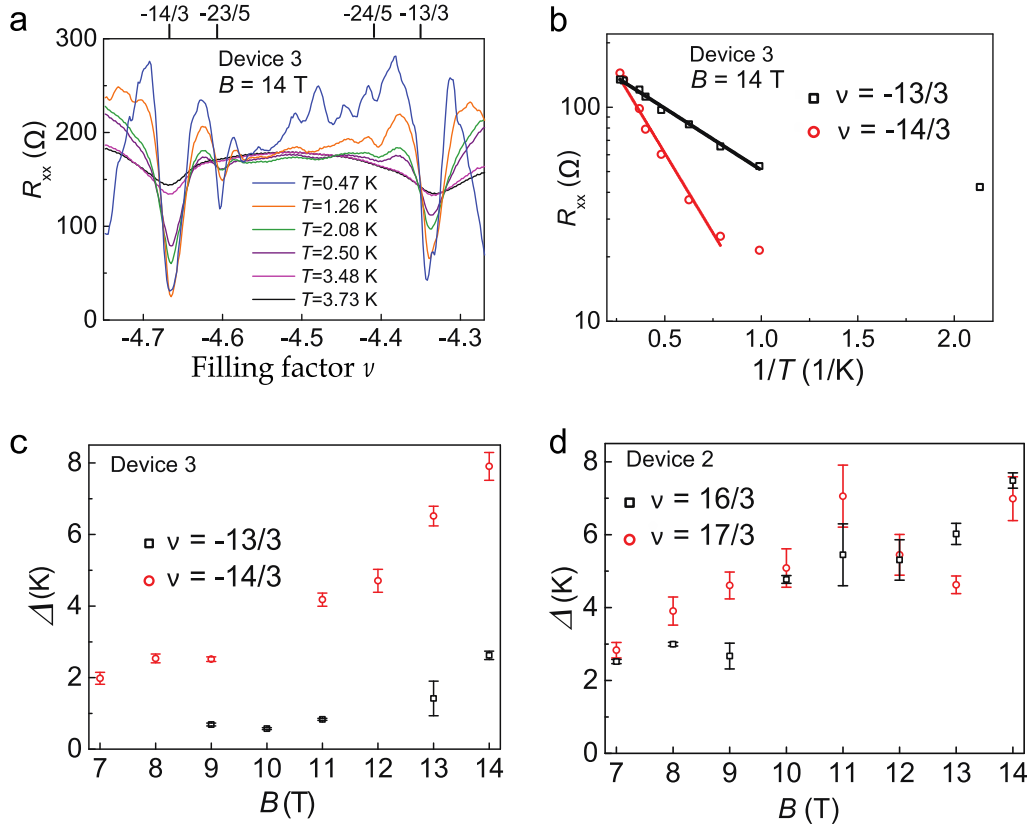 a
-14/3 -23/5 -24/5 -13/3
Device 3
B = 14 T
300
200
100
0
Rxx (Ω)
T=0.47 K
T=1.26 K
T=2.08 K
T=2.50 K
T=3.48 K
T=3.73 K
-4.7 -4.6 -4.5 -4.4 -4.3
Filling factor ν
b
Device 3
B = 14 T
ν = -13/3
ν = -14/3
100
10
Rxx (Ω)
0.5 1.0 1.5 2.0
1/T (1/K)
c
Device 3
ν = -13/3
ν = -14/3
8
6
4
2
0
Δ(K)
7 8 9 10 11 12 13 14
B(T)
d
Device 2
ν = 16/3
ν = 17/3
8
6
4
2
0
Δ(K)
7 8 9 10 11 12 13 14
B(T)